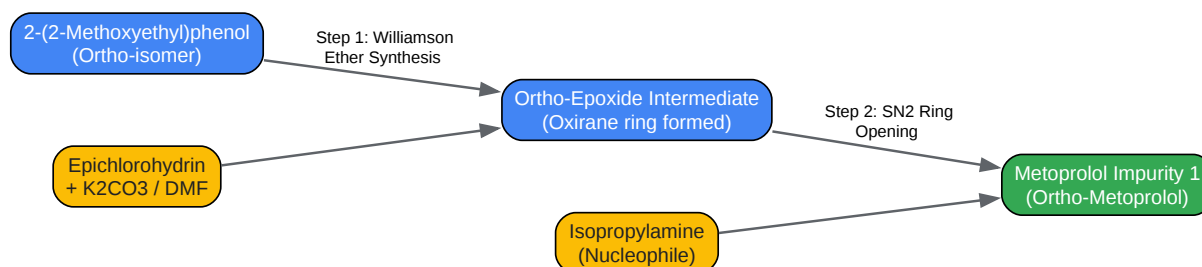 2-(2-Methoxyethyl)phenol
(Ortho-isomer)
Step 1: Williamson
Ether Synthesis
Epichlorohydrin
+ K2CO3 / DMF
Ortho-Epoxide Intermediate
(Oxirane ring formed)
Step 2: SN2 Ring
Opening
Isopropylamine
(Nucleophile)
Metoprolol Impurity 1
(Ortho-Metoprolol)